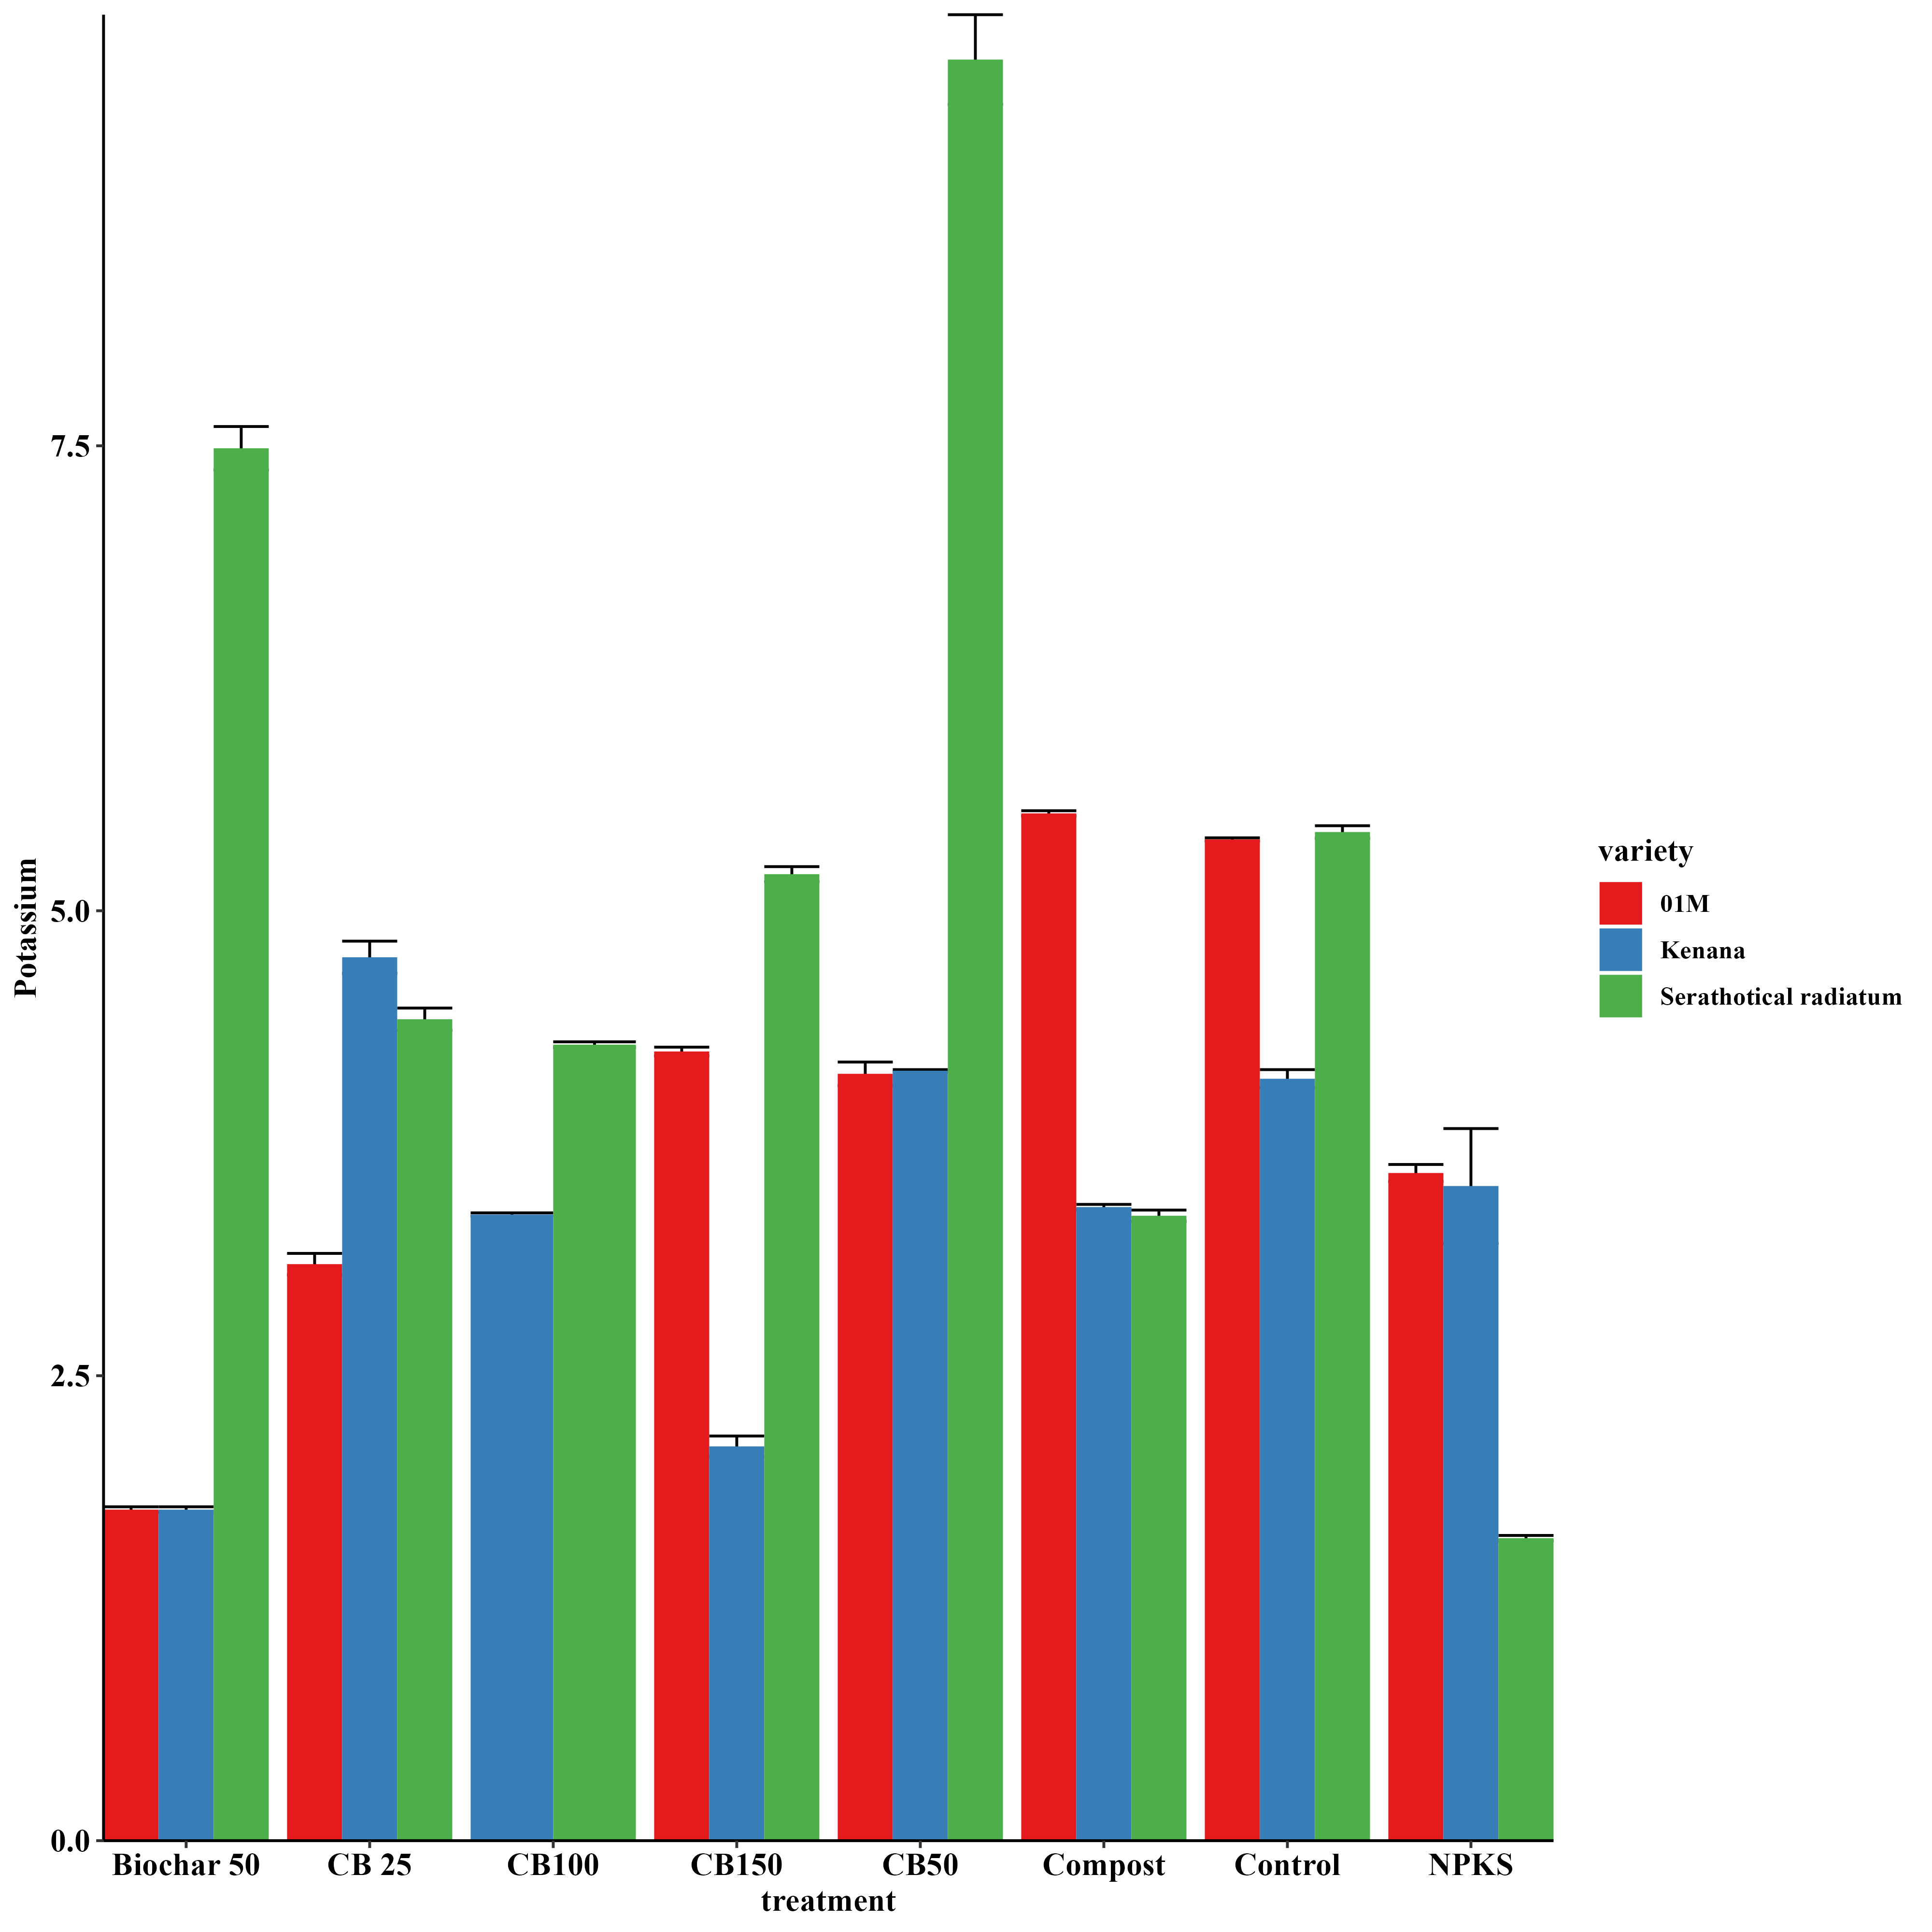 Potassium
7.5
5.0
2.5
0.0
Biochar 50 CB 25 CB100 CB150 CB50 Compost Control NPKS
treatment
variety
01M
Kenana
Serathotical radiatum